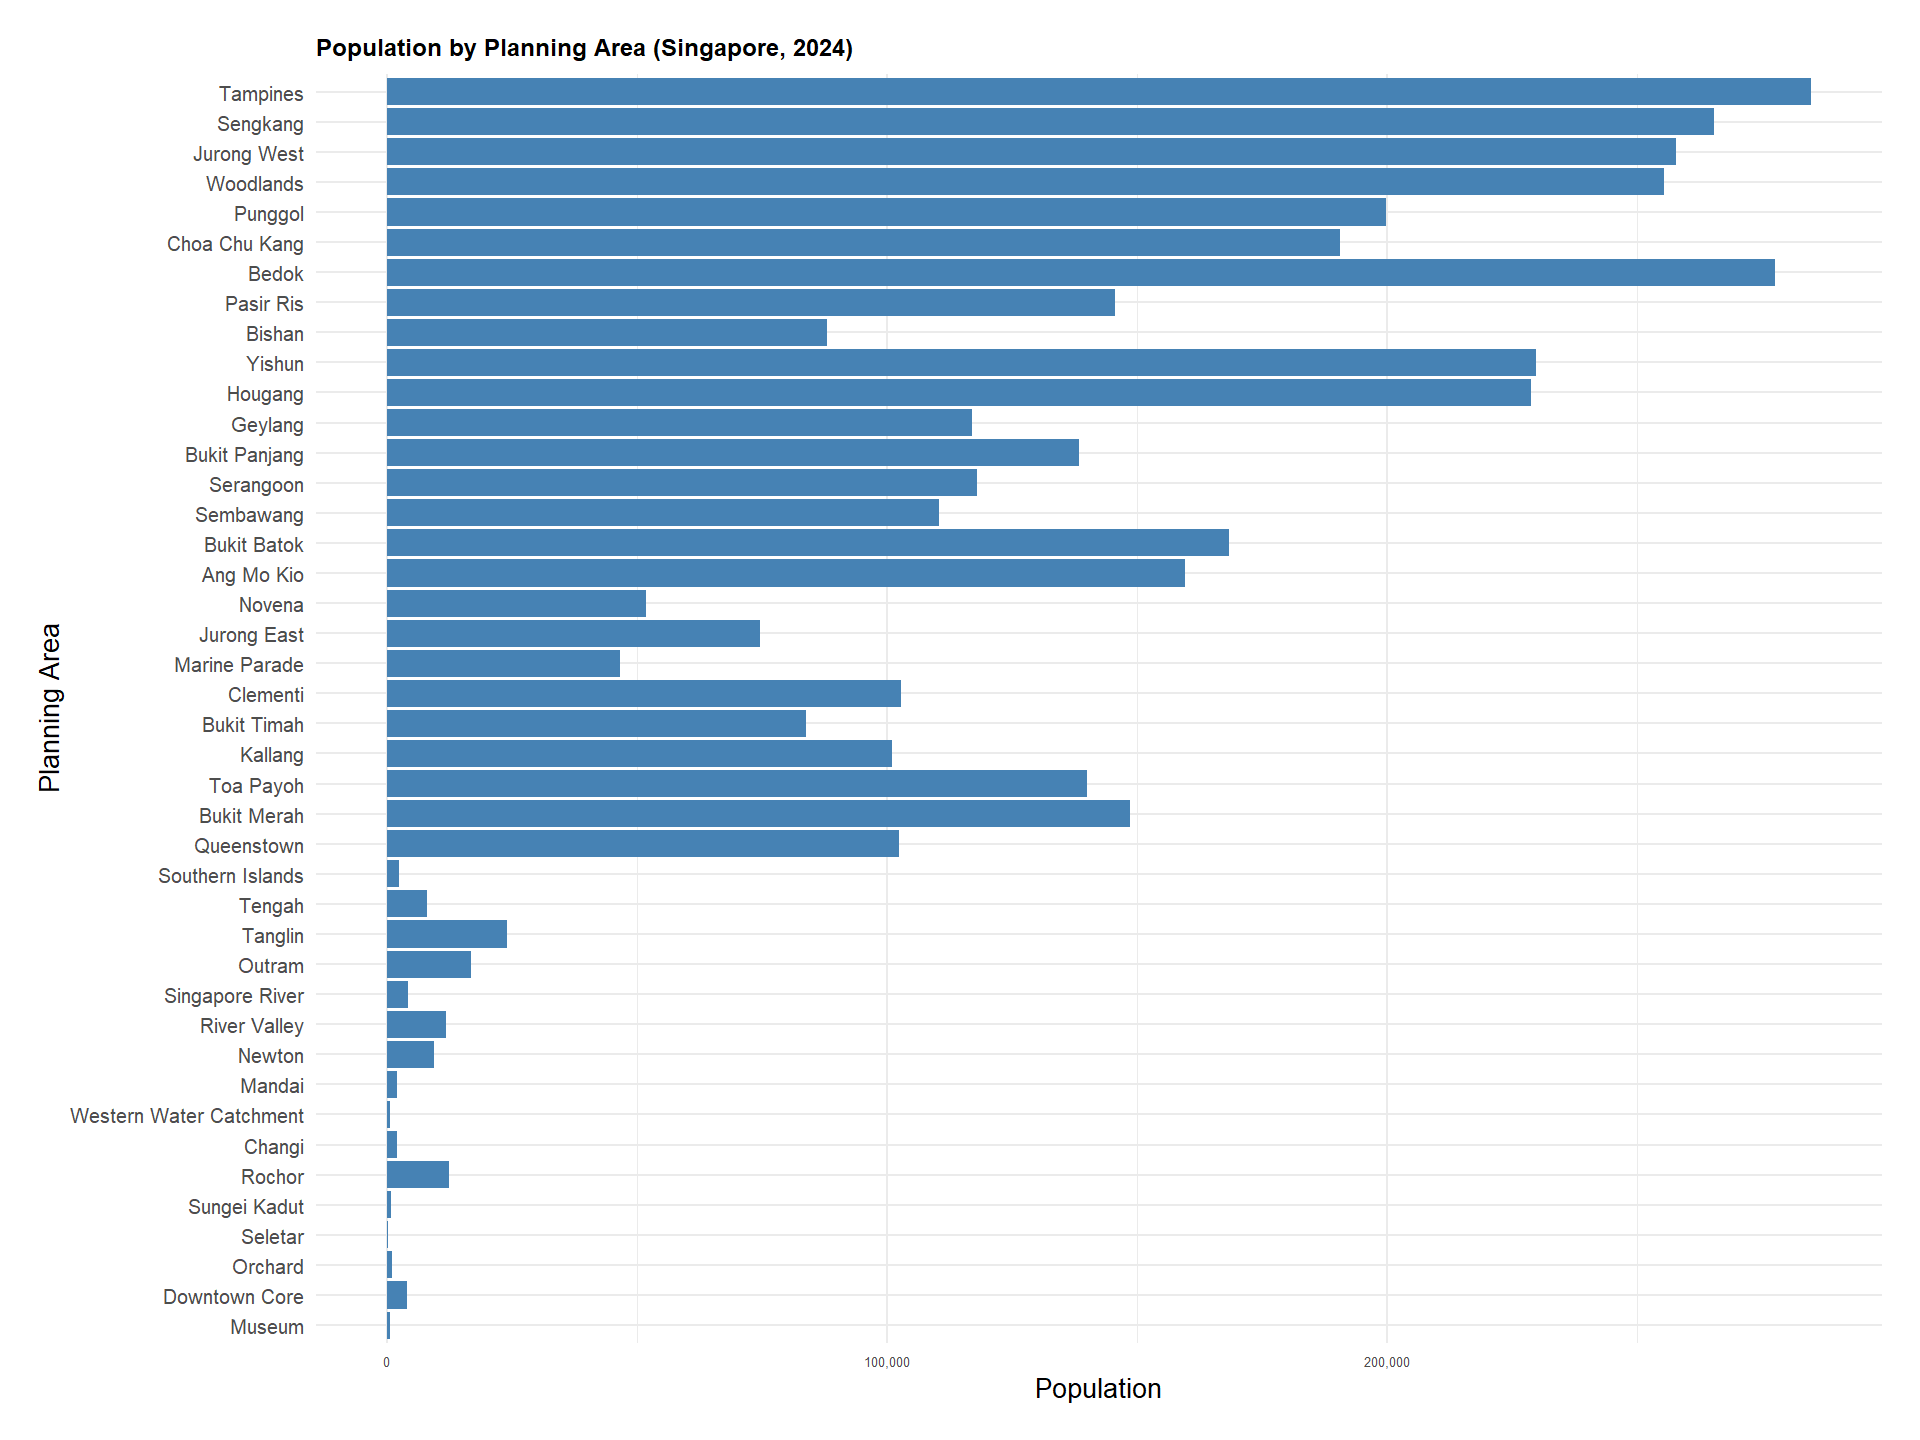 Population by Planning Area (Singapore, 2024)
Tampines
Sengkang
Jurong West
Woodlands
Punggol
Choa Chu Kang
Bedok
Pasir Ris
Bishan
Yishun
Hougang
Geylang
Bukit Panjang
Serangoon
Sembawang
Bukit Batok
Ang Mo Kio
Novena
Jurong East
Marine Parade
Clementi
Bukit Timah
Kallang
Toa Payoh
Bukit Merah
Queenstown
Southern Islands
Tengah
Tanglin
Outram
Singapore River
River Valley
Newton
Mandai
Western Water Catchment
Changi
Rochor
Sungei Kadut
Seletar
Orchard
Downtown Core
Museum
Planning Area
0
100,000
200,000
Population